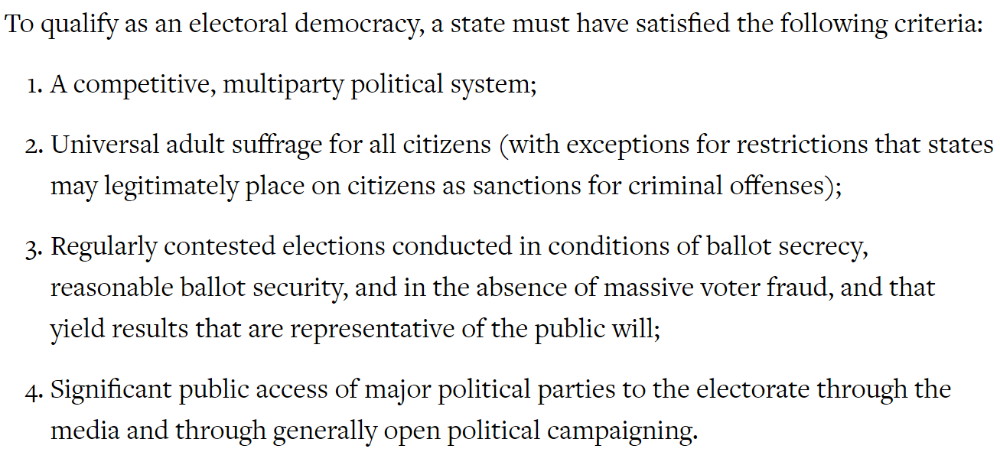 To qualify as an electoral democracy, a state must have satisfied the following criteria:
1. A competitive, multiparty political system;
2. Universal adult suffrage for all citizens (with exceptions for restrictions that states
may legitimately place on citizens as sanctions for criminal offenses);
3. Regularly contested elections conducted in conditions of ballot secrecy,
reasonable ballot security, and in the absence of massive voter fraud, and that
yield results that are representative of the public will;
4. Significant public access of major political parties to the electorate through the
media and through generally open political campaigning.